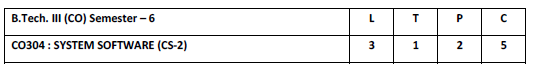 B.Tech. III (CO) Semester – 6 L T P C
CO304 : SYSTEM SOFTWARE (CS-2) 3 1 2 5